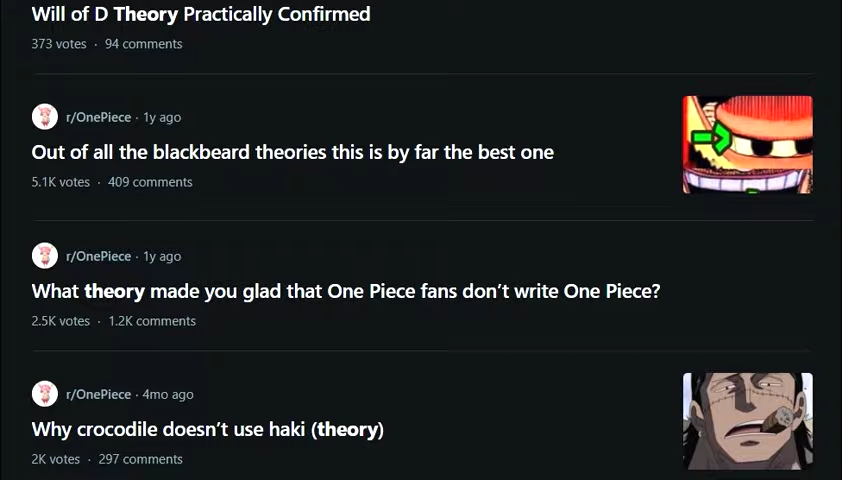 Will of D Theory Practically Confirmed
373 votes · 94 comments
r/OnePiece · 1y ago
Out of all the blackbeard theories this is by far the best one
5.1K votes · 409 comments
r/OnePiece · 1y ago
What theory made you glad that One Piece fans don’t write One Piece?
2.5K votes · 1.2K comments
r/OnePiece · 4mo ago
Why crocodile doesn’t use haki (theory)
2K votes · 297 comments